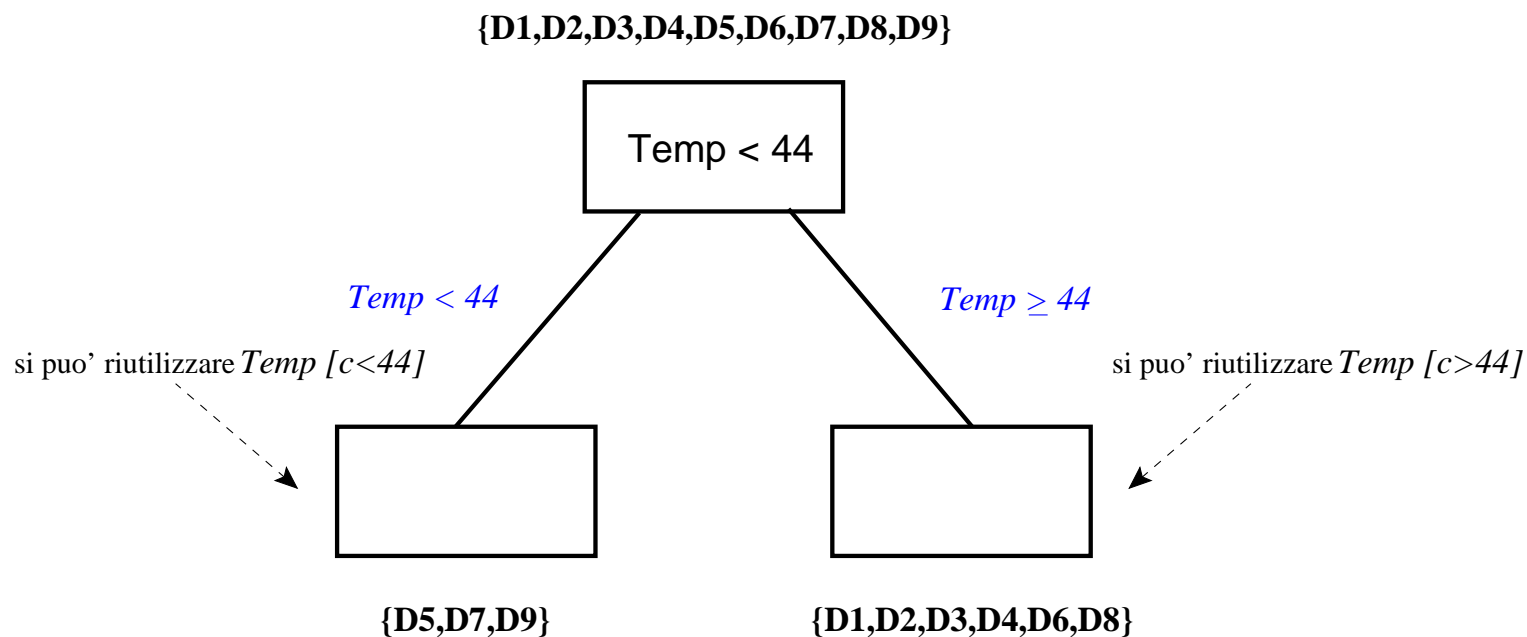 {D1,D2,D3,D4,D5,D6,D7,D8,D9}
Temp < 44
Temp < 44
Temp ≥ 44
si puo’ riutilizzare Temp [c<44]
si puo’ riutilizzare Temp [c>44]
{D5,D7,D9}
{D1,D2,D3,D4,D6,D8}